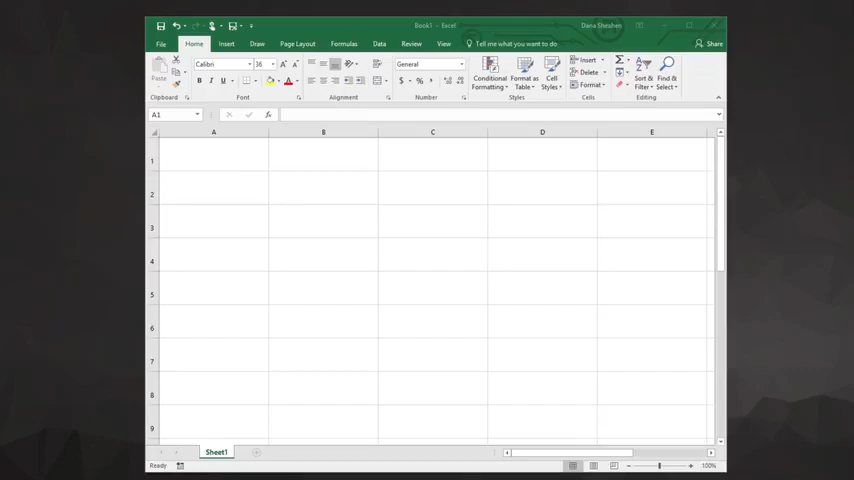 Book1 - Excel
Dana Sheahen
File Home Insert Draw Page Layout Formulas Data Review View Tell me what you want to do Share
Calibri 36 General
Paste B I U $ % Conditional Formatting Format as Table Cell Styles Insert Delete Format Sort & Filter Find & Select
Clipboard Font Alignment Number Styles Cells Editing
A1 fx
A B C D E
1
2
3
4
5
6
7
8
9
Sheet1
Ready 100%